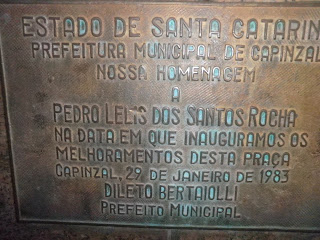 ESTADO DE SANTA CATARIN
PREFEITURA MUNICIPAL DE CAPINZAL
NOSSA HOMENAGEM
A
PEDRO LELIS DOS SANTOS ROCHA
NA DATA EM QUE INAUGURAMOS OS
MELHORAMENTOS DESTA PRAÇA
CAPINZAL, 29 DE JANEIRO DE 1983
DILETO BERTAIOLLI
PREFEITO MUNICIPAL